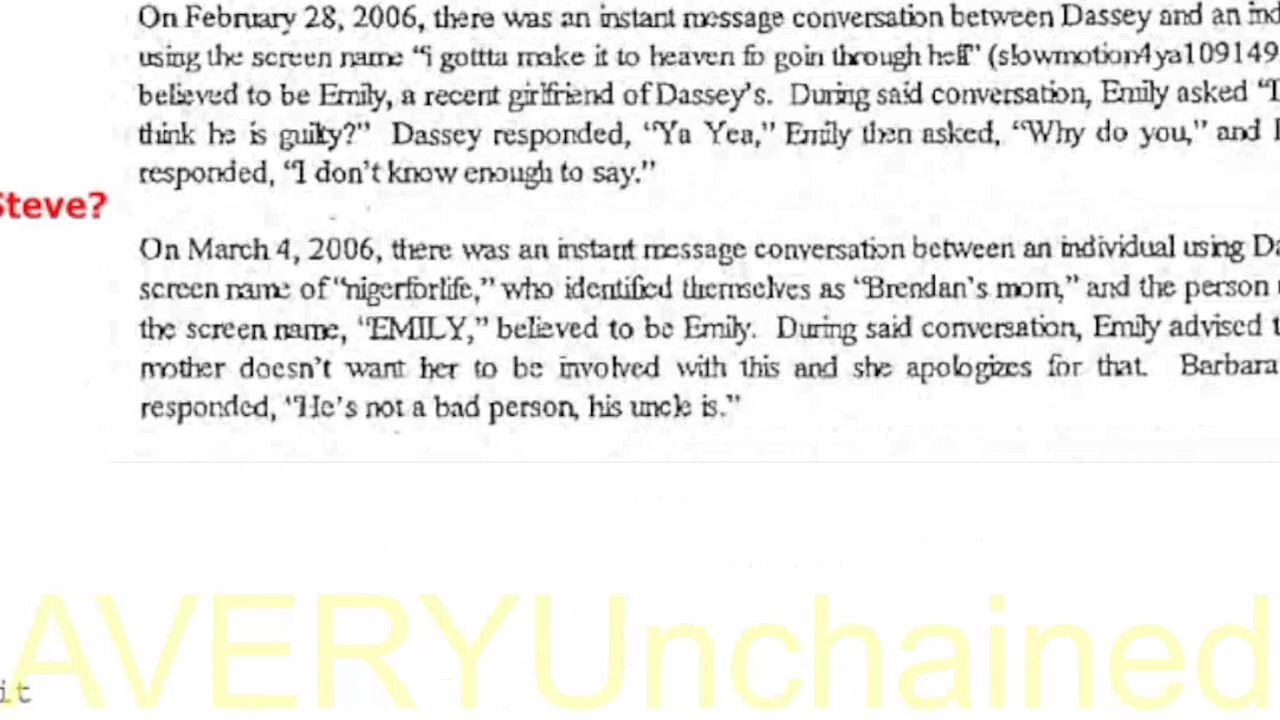 On February 28, 2006, there was an instant message conversation between Dassey and an
using the screen name "i gottta make it to heaven fo goin through hell" (slowmotion4ya109149
believed to be Emily, a recent girlfriend of Dassey's. During said conversation, Emily asked
think he is guilty?" Dassey responded, "Ya Yea," Emily then asked, "Why do you," and
responded, "I don't know enough to say."
Steve?
On March 4, 2006, there was an instant message conversation between an individual using
screen name of "nigerforlife," who identified themselves as "Brendan's mom," and the person
the screen name, "EMILY," believed to be Emily. During said conversation, Emily advised
mother doesn't want her to be involved with this and she apologizes for that. Barbara
responded, "He's not a bad person, his uncle is."
AVERYUnchained
it